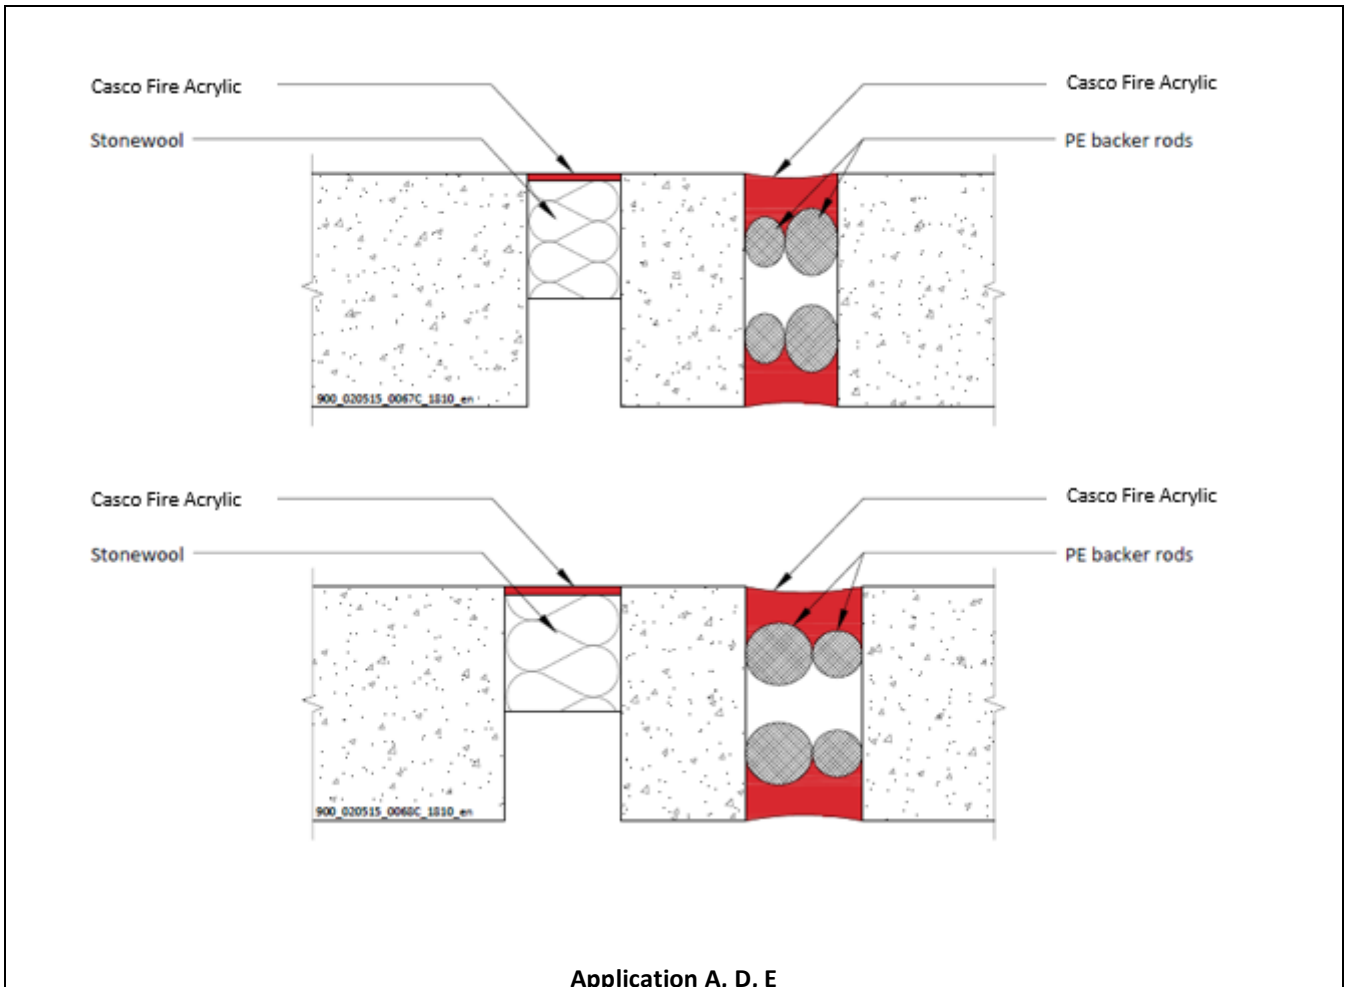 Casco Fire Acrylic
Casco Fire Acrylic
Stonewool
PE backer rods
900_020515_0067C_1810_en
Casco Fire Acrylic
Casco Fire Acrylic
Stonewool
PE backer rods
900_020515_0068C_1810_en
Application A, D, E